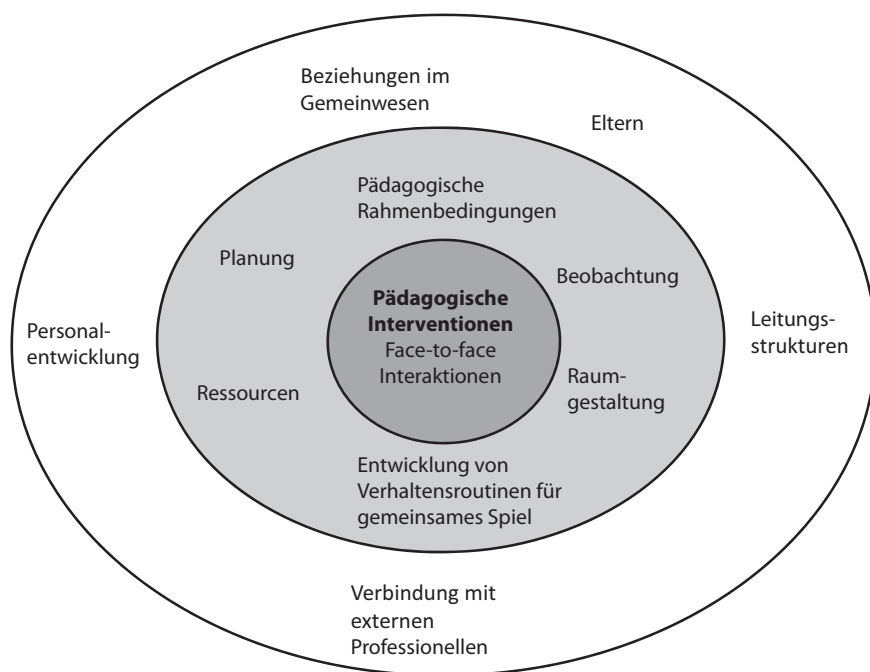 Beziehungen im
Gemeinwesen
Eltern
Pädagogische
Rahmenbedingungen
Planung
Beobachtung
Pädagogische
Interventionen
Face-to-face
Interaktionen
Personal-
entwicklung
Leitungs-
strukturen
Ressourcen
Raum-
gestaltung
Entwicklung von
Verhaltensroutinen für
gemeinsames Spiel
Verbindung mit
externen
Professionellen